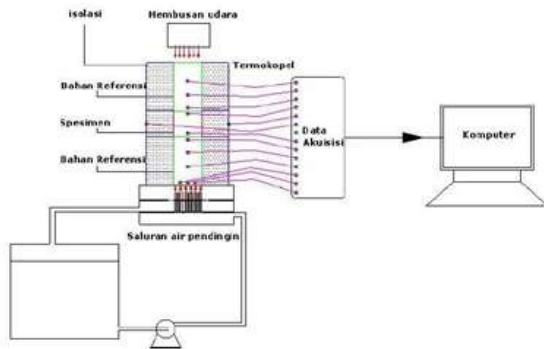 isolasi
Hembusan udara
Termokopel
Bahan Referensi
Spesimen
Bahan Referensi
Data
Akuisisi
Komputer
Saluran air pendingin